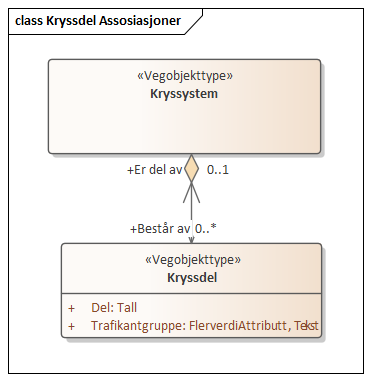 class Kryssdel Assosiasjoner
«Vegobjekttype»
Kryssystem
+Er del av 0..1
+Består av 0..*
«Vegobjekttype»
Kryssdel
+ Del: Tall
+ Trafikantgruppe: FlerverdiAttributt, Tekst